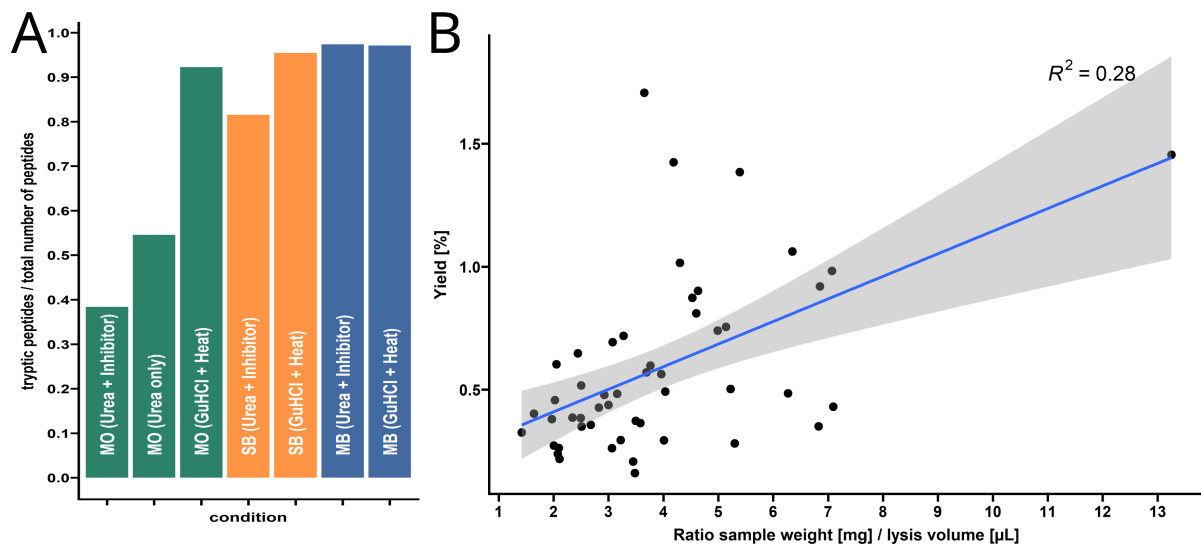 A
tryptic peptides / total number of peptides
1.0
0.9
0.8
0.7
0.6
0.5
0.4
0.3
0.2
0.1
0.0
MO (Urea + Inhibitor)
MO (Urea only)
MO (GuHCl + Heat)
SB (Urea + Inhibitor)
SB (GuHCl + Heat)
MB (Urea + Inhibitor)
MB (GuHCl + Heat)
condition
B
R² = 0.28
Yield [%]
1.5
1.0
0.5
1 2 3 4 5 6 7 8 9 10 11 12 13
Ratio sample weight [mg] / lysis volume [µL]